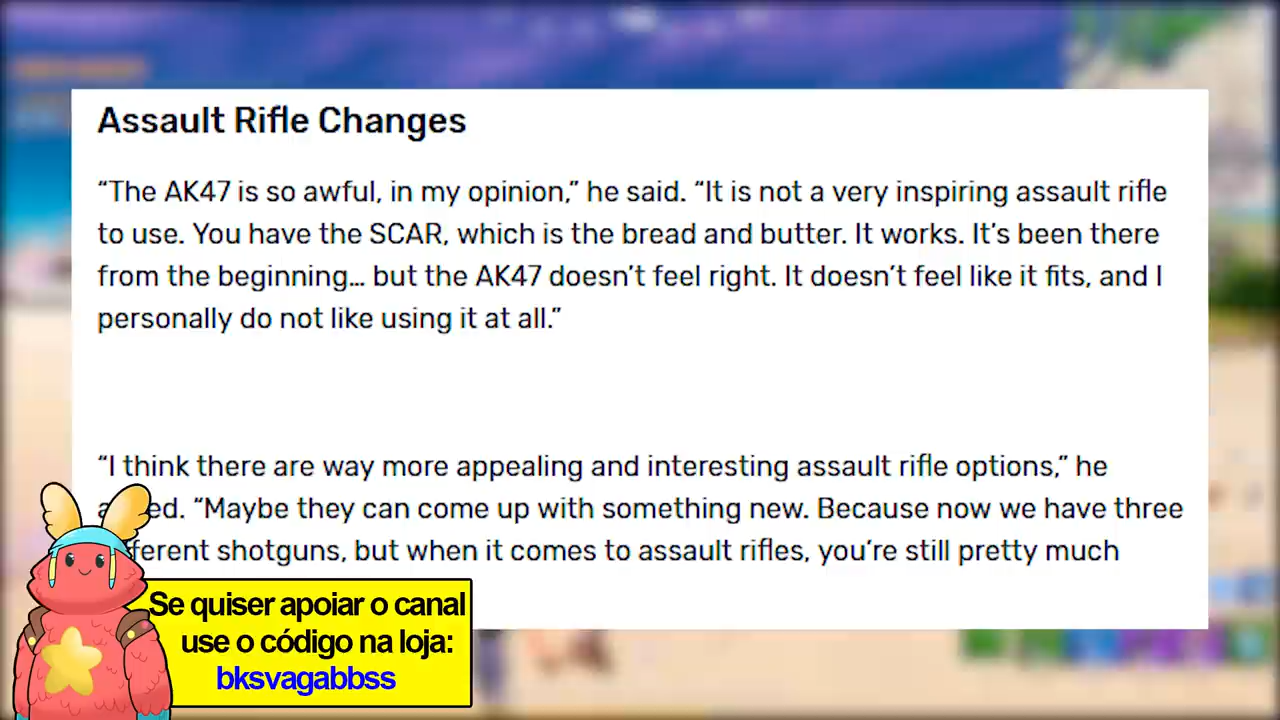 Assault Rifle Changes
“The AK47 is so awful, in my opinion,” he said. “It is not a very inspiring assault rifle
to use. You have the SCAR, which is the bread and butter. It works. It’s been there
from the beginning… but the AK47 doesn’t feel right. It doesn’t feel like it fits, and I
personally do not like using it at all.”
“I think there are way more appealing and interesting assault rifle options,” he
“Maybe they can come up with something new. Because now we have three
shotguns, but when it comes to assault rifles, you’re still pretty much
Se quiser apoiar o canal
use o código na loja:
bksvagabbss